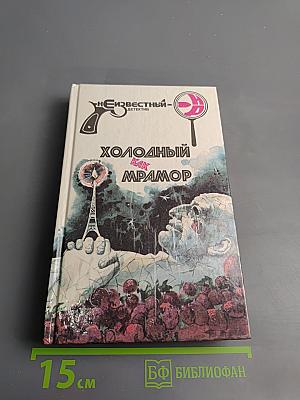 НЕИЗВЕСТНЫЙ
ДЕТЕКТИВ
ХОЛОДНЫЙ
КАК
МРАМОР
15 см
БФ БИБЛИОФАН